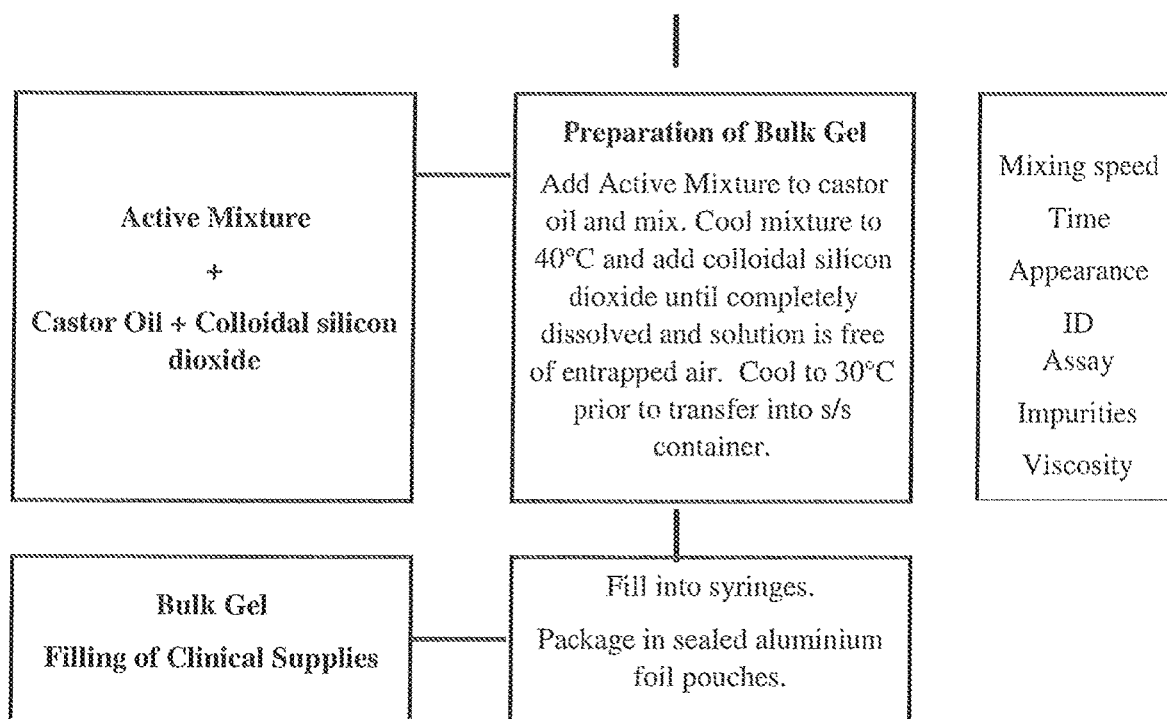 Active Mixture
+
Castor Oil + Colloidal silicon
dioxide
Preparation of Bulk Gel
Add Active Mixture to castor
oil and mix. Cool mixture to
40°C and add colloidal silicon
dioxide until completely
dissolved and solution is free
of entrapped air. Cool to 30°C
prior to transfer into s/s
container.
Mixing speed
Time
Appearance
ID
Assay
Impurities
Viscosity
Bulk Gel
Filling of Clinical Supplies
Fill into syringes.
Package in sealed aluminium
foil pouches.